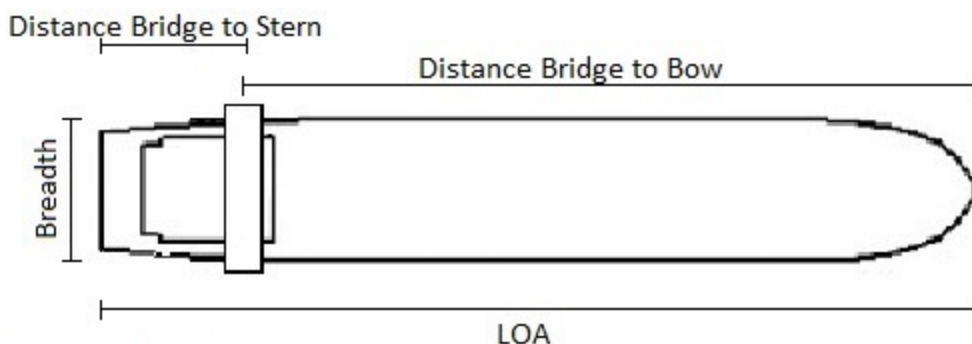 Distance Bridge to Stern
Distance Bridge to Bow
Breadth
LOA